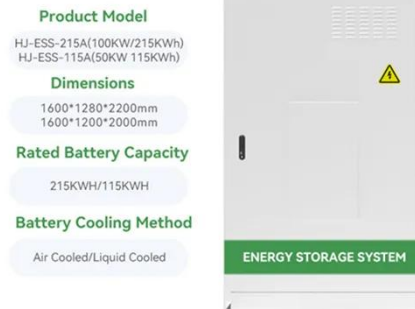 Product Model
HJ-ESS-215A(100KW/215KWh)
HJ-ESS-115A(50KW 115KWh)
Dimensions
1600*1280*2200mm
1600*1200*2000mm
Rated Battery Capacity
215KWH/115KWH
Battery Cooling Method
Air Cooled/Liquid Cooled
ENERGY STORAGE SYSTEM